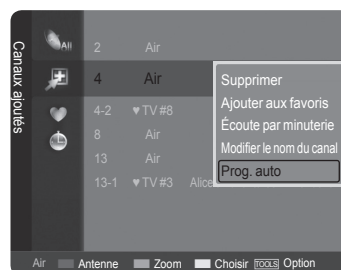 Canaux ajoutés
All
2 Air
4 Air
4-2 ♥ TV #8
8 Air
13 Air
13-1 ♥ TV #3 Alice
Supprimer
Ajouter aux favoris
Écoute par minuterie
Modifier le nom du canal
Prog. auto
Air Antenne Zoom Choisir TOOLS Option